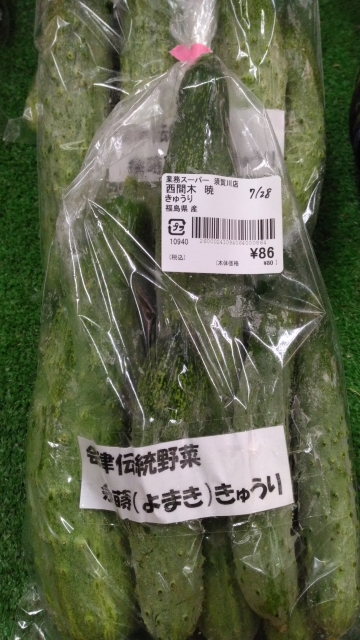 業務スーパー 須賀川店
西間木 暁
7/28
きゅうり
福島県 産
10940
¥86
(税込)
(本体価格 ¥80)
会津伝統野菜
蒔(よまき)きゅうり